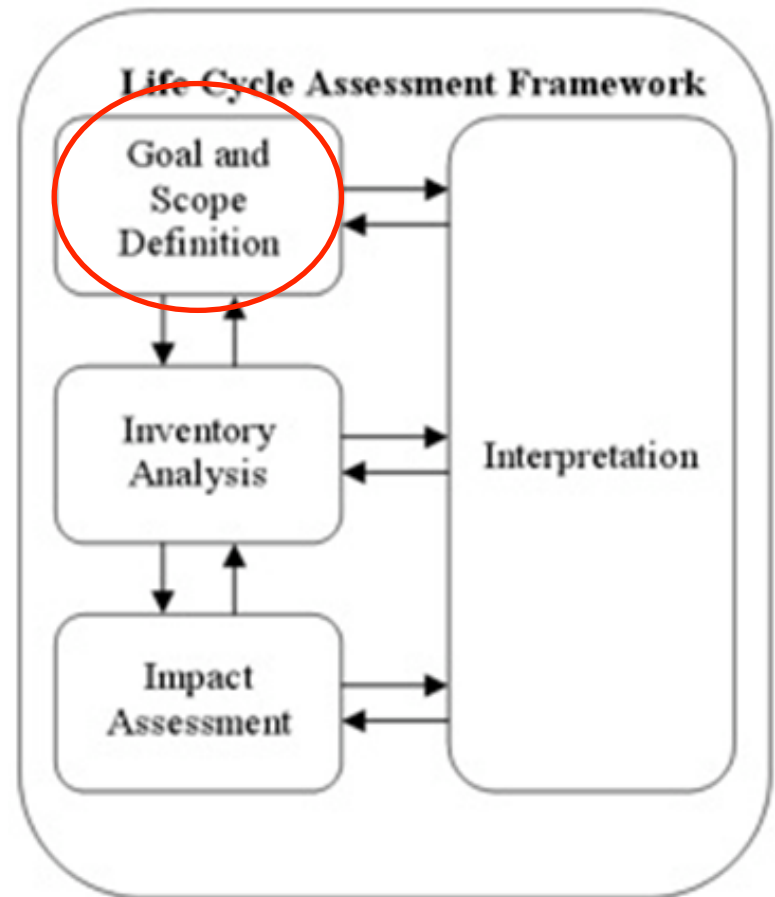 Life Cycle Assessment Framework
Goal and
Scope
Definition
Inventory
Analysis
Interpretation
Impact
Assessment